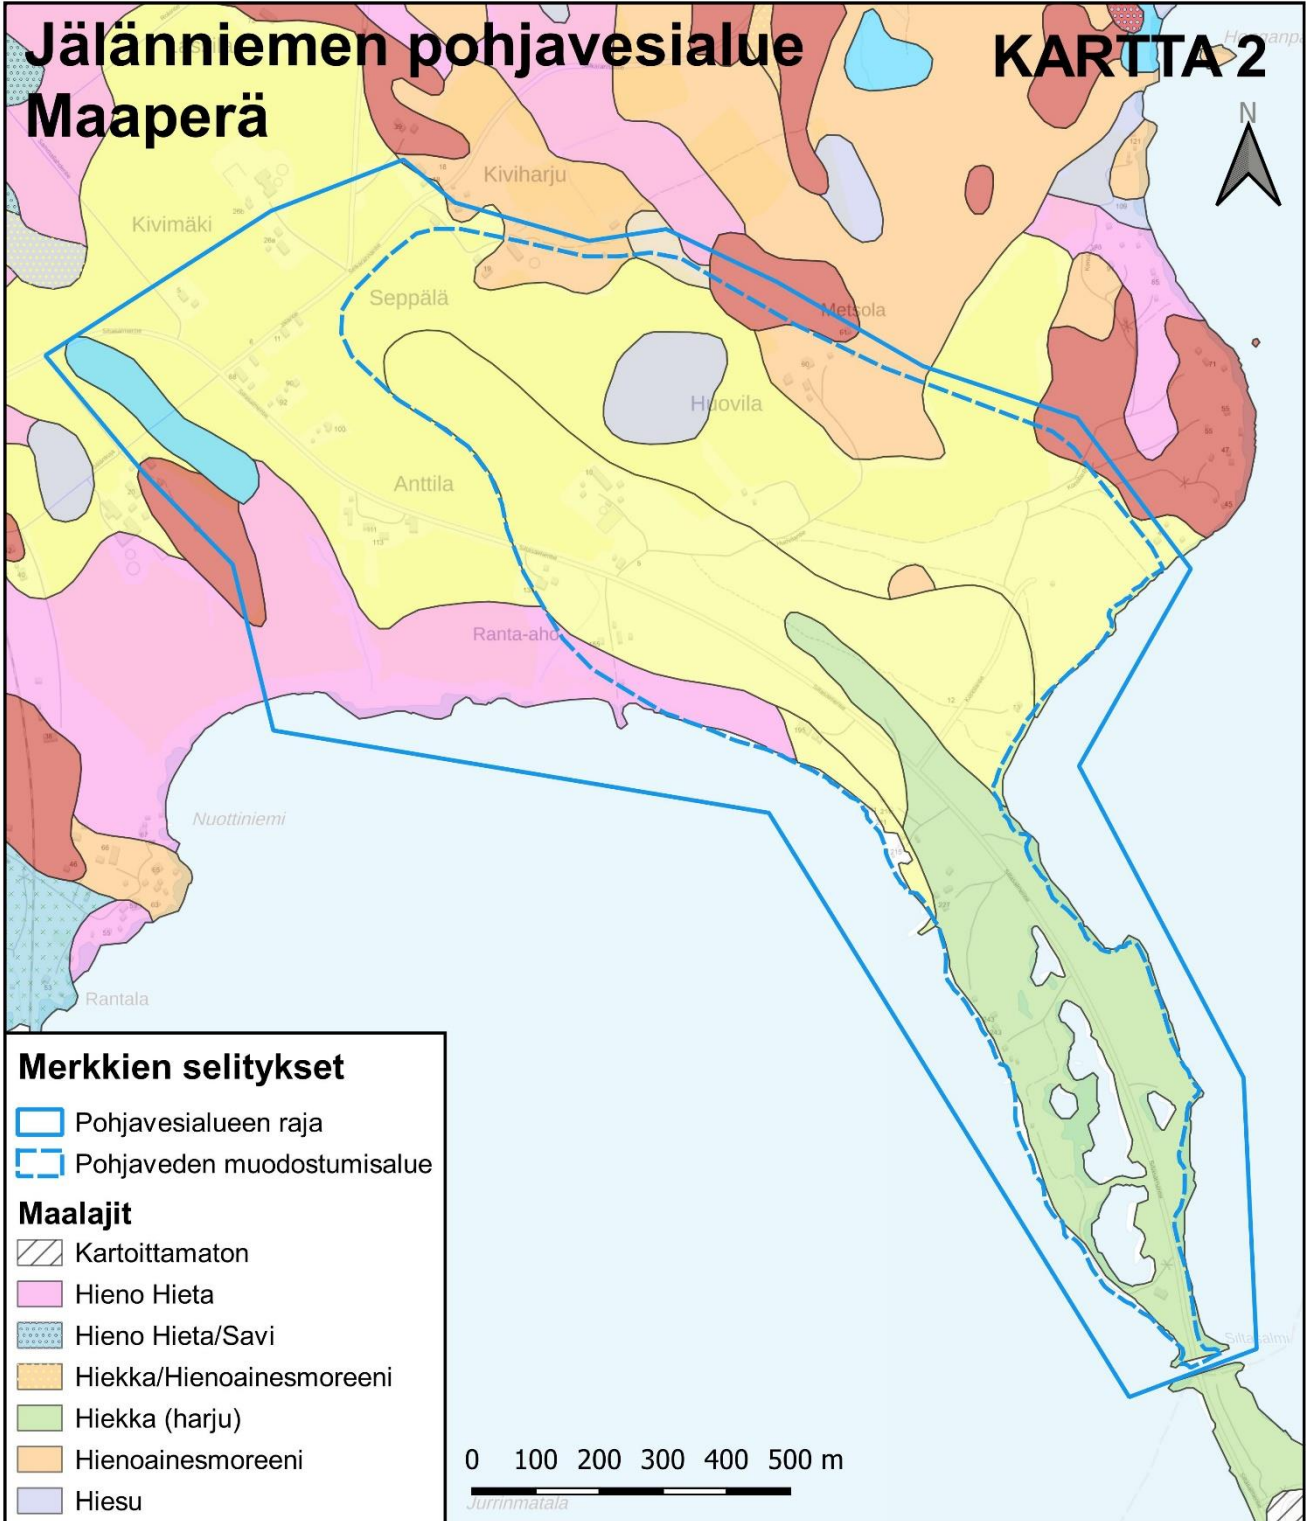 Jälänniemen pohjavesialue
Maaperä
KARTTA 2
N
Kiviharju
Kivimäki
Seppälä
Metsola
Huovila
Anttila
Ranta-aho
Nuottiniemi
Rantala
Siltasalmi
Jurrinmatala
Merkkien selitykset
Pohjavesialueen raja
Pohjaveden muodostumisalue
Maalajit
Kartoittamaton
Hieno Hieta
Hieno Hieta/Savi
Hiekka/Hienoainesmoreeni
Hiekka (harju)
Hienoainesmoreeni
Hiesu
0 100 200 300 400 500 m